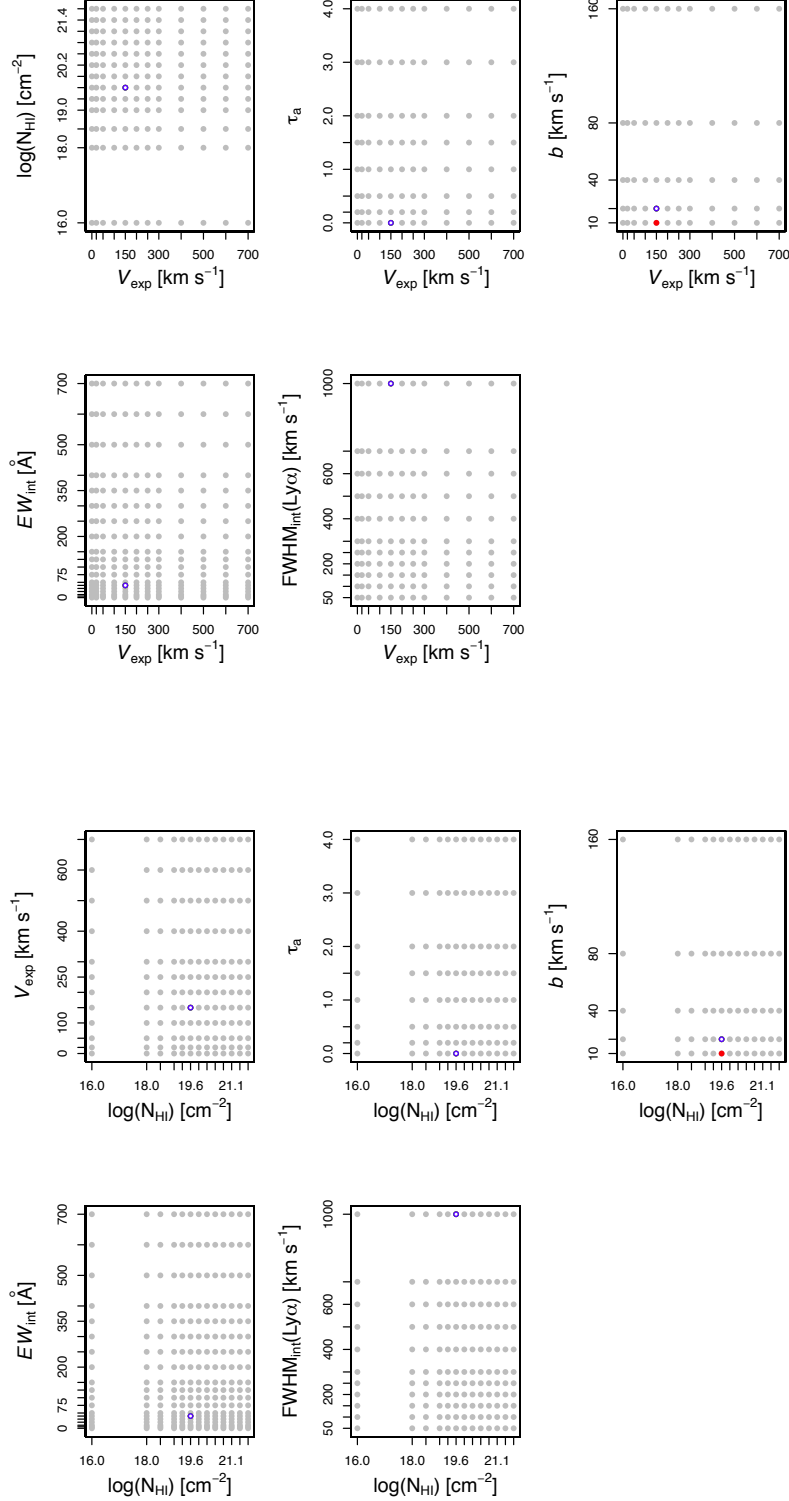 log(N_HI) [cm⁻²]
16.0 18.0 19.0 20.2 21.4
0 150 300 500 700
V_exp [km s⁻¹]
τ_a
0.0 1.0 2.0 3.0 4.0
0 150 300 500 700
V_exp [km s⁻¹]
b [km s⁻¹]
10 40 80 160
0 150 300 500 700
V_exp [km s⁻¹]
EW_int [Å]
0 75 200 350 500 700
0 150 300 500 700
V_exp [km s⁻¹]
FWHM_int(Lyα) [km s⁻¹]
50 200 400 600 1000
0 150 300 500 700
V_exp [km s⁻¹]
V_exp [km s⁻¹]
0 100 250 400 600
16.0 18.0 19.6 21.1
log(N_HI) [cm⁻²]
τ_a
0.0 1.0 2.0 3.0 4.0
16.0 18.0 19.6 21.1
log(N_HI) [cm⁻²]
b [km s⁻¹]
10 40 80 160
16.0 18.0 19.6 21.1
log(N_HI) [cm⁻²]
EW_int [Å]
0 75 200 350 500 700
16.0 18.0 19.6 21.1
log(N_HI) [cm⁻²]
FWHM_int(Lyα) [km s⁻¹]
50 200 400 600 1000
16.0 18.0 19.6 21.1
log(N_HI) [cm⁻²]